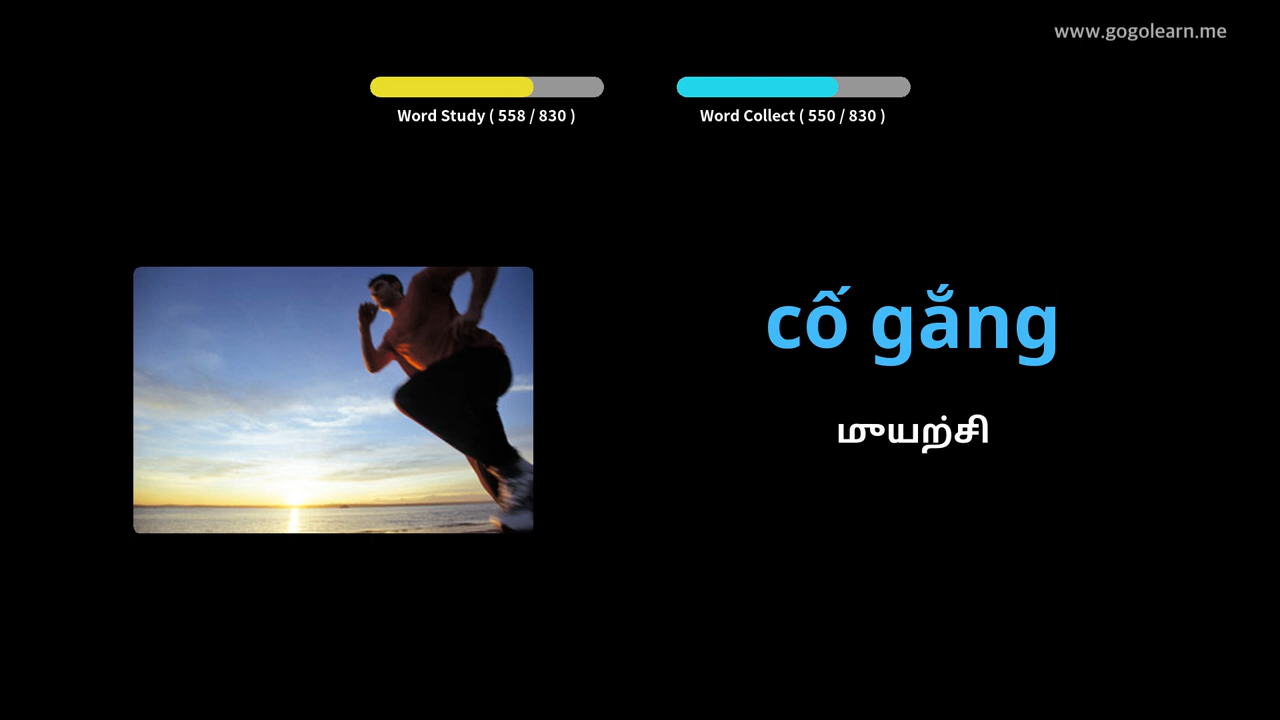 www.gogolearn.me
Word Study ( 558 / 830 )
Word Collect ( 550 / 830 )
cố gắng
முயற்சி